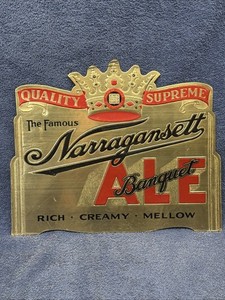 QUALITY SUPREME
The Famous
Narragansett
Banquet
ALE
RICH · CREAMY · MELLOW